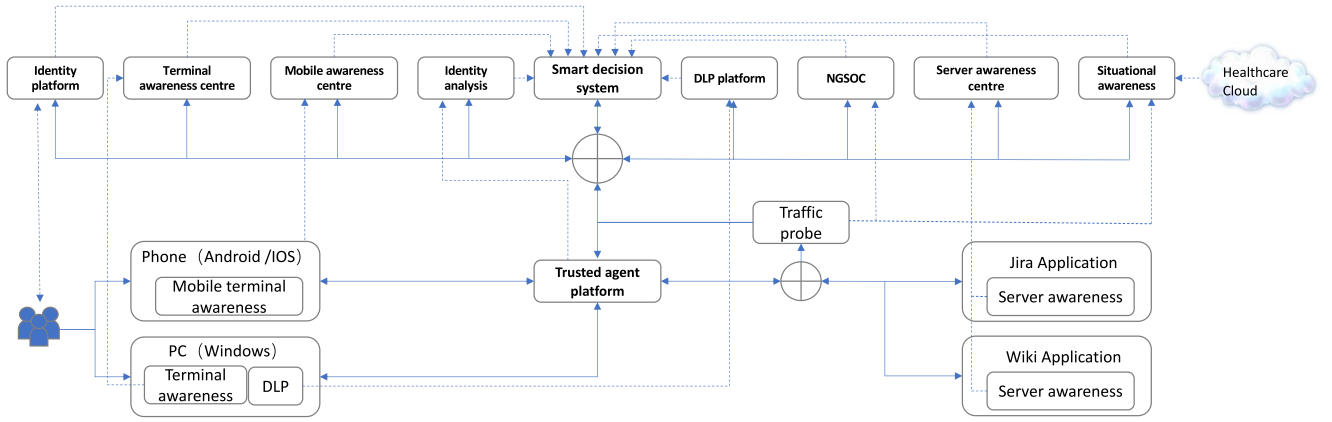 Identity
platform
Terminal
awareness centre
Mobile awareness
centre
Identity
analysis
Smart decision
system
DLP platform
NGSOC
Server awareness
centre
Situational
awareness
Healthcare
Cloud
Traffic
probe
Phone（Android /IOS）
Mobile terminal
awareness
Trusted agent
platform
Jira Application
Server awareness
PC（Windows）
Terminal
awareness
DLP
Wiki Application
Server awareness